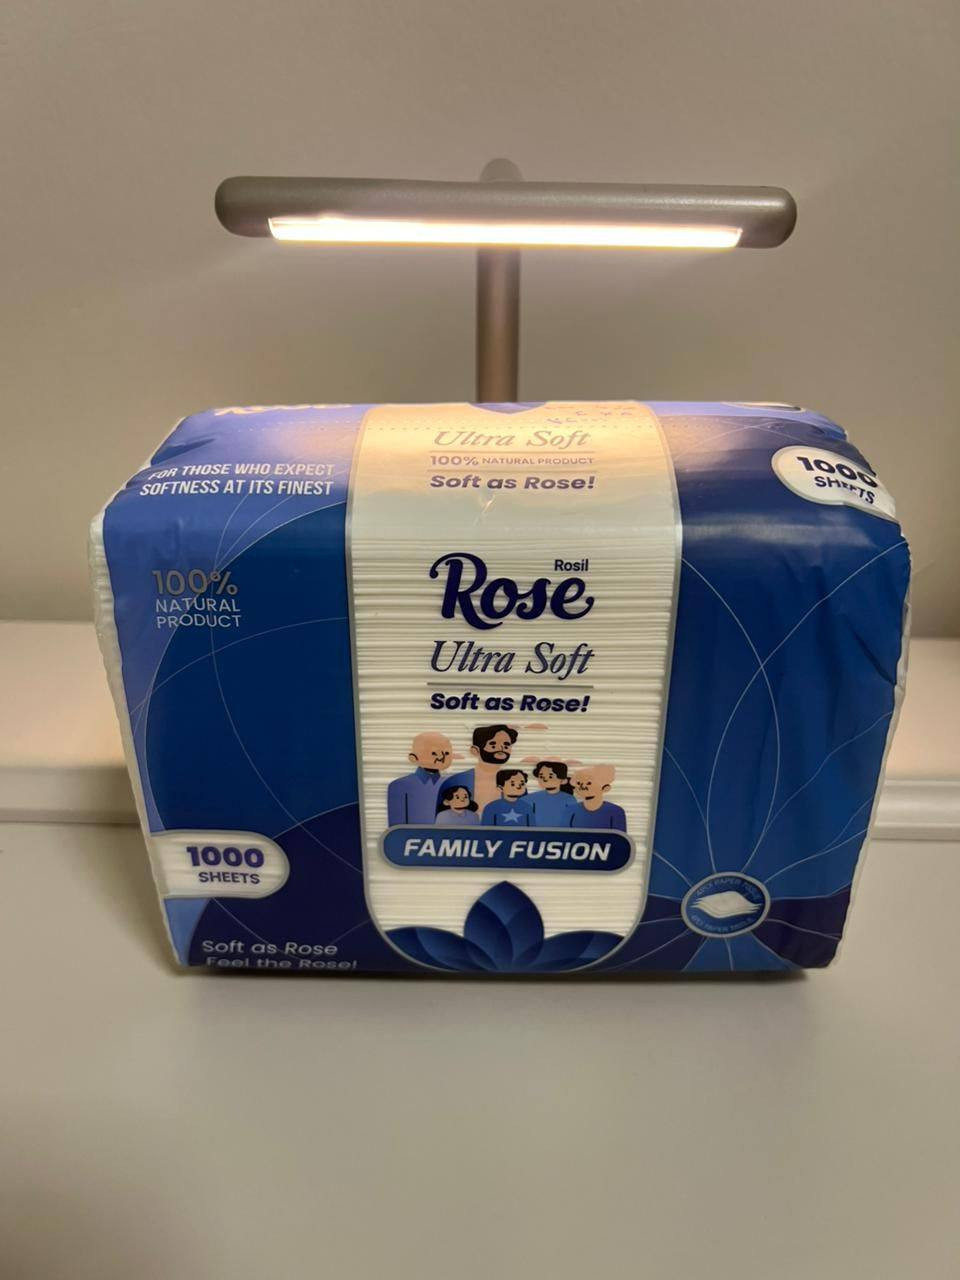 Ultra Soft
100% NATURAL PRODUCT
Soft as Rose!
FOR THOSE WHO EXPECT
SOFTNESS AT ITS FINEST
1000
SHEETS
100%
NATURAL
PRODUCT
Rosil
Rose
Ultra Soft
Soft as Rose!
FAMILY FUSION
1000
SHEETS
Soft as Rose
Feel the Rose!